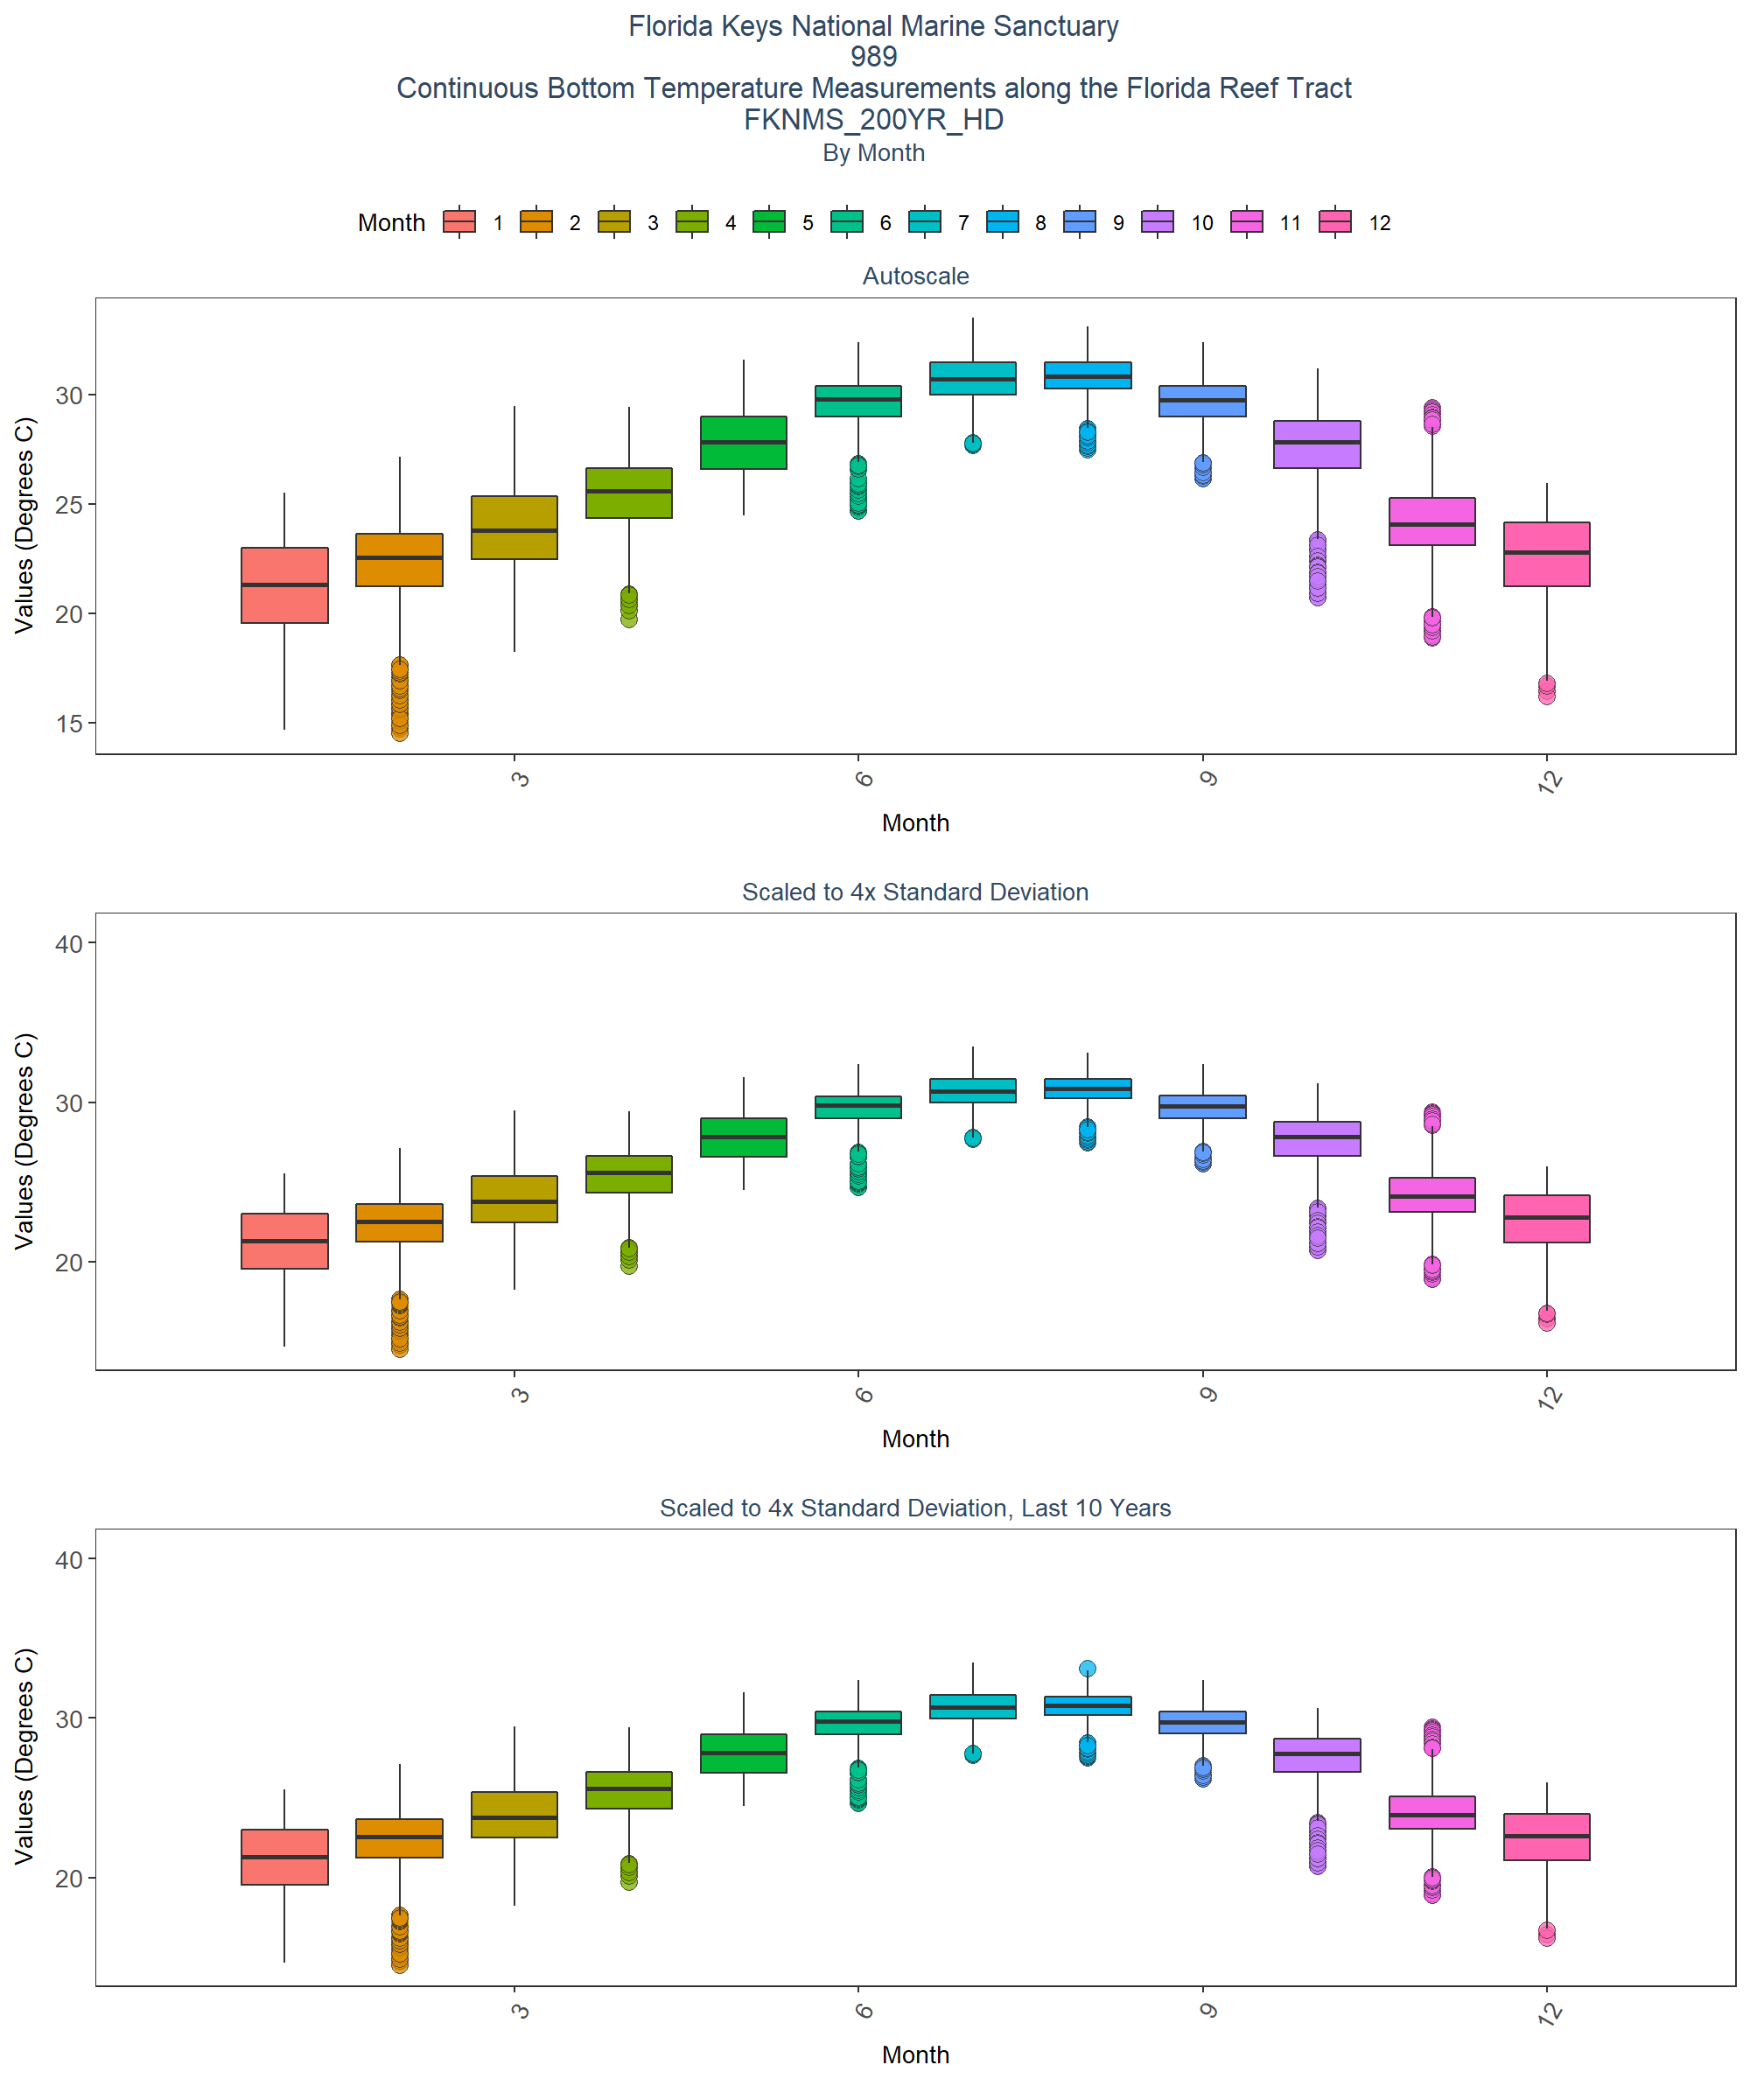 Florida Keys National Marine Sanctuary
989
Continuous Bottom Temperature Measurements along the Florida Reef Tract
FKNMS_200YR_HD
By Month
Month 1 2 3 4 5 6 7 8 9 10 11 12
Autoscale
Values (Degrees C)
30
25
20
15
3 6 9 12
Month
Scaled to 4x Standard Deviation
Values (Degrees C)
40
30
20
3 6 9 12
Month
Scaled to 4x Standard Deviation, Last 10 Years
Values (Degrees C)
40
30
20
3 6 9 12
Month